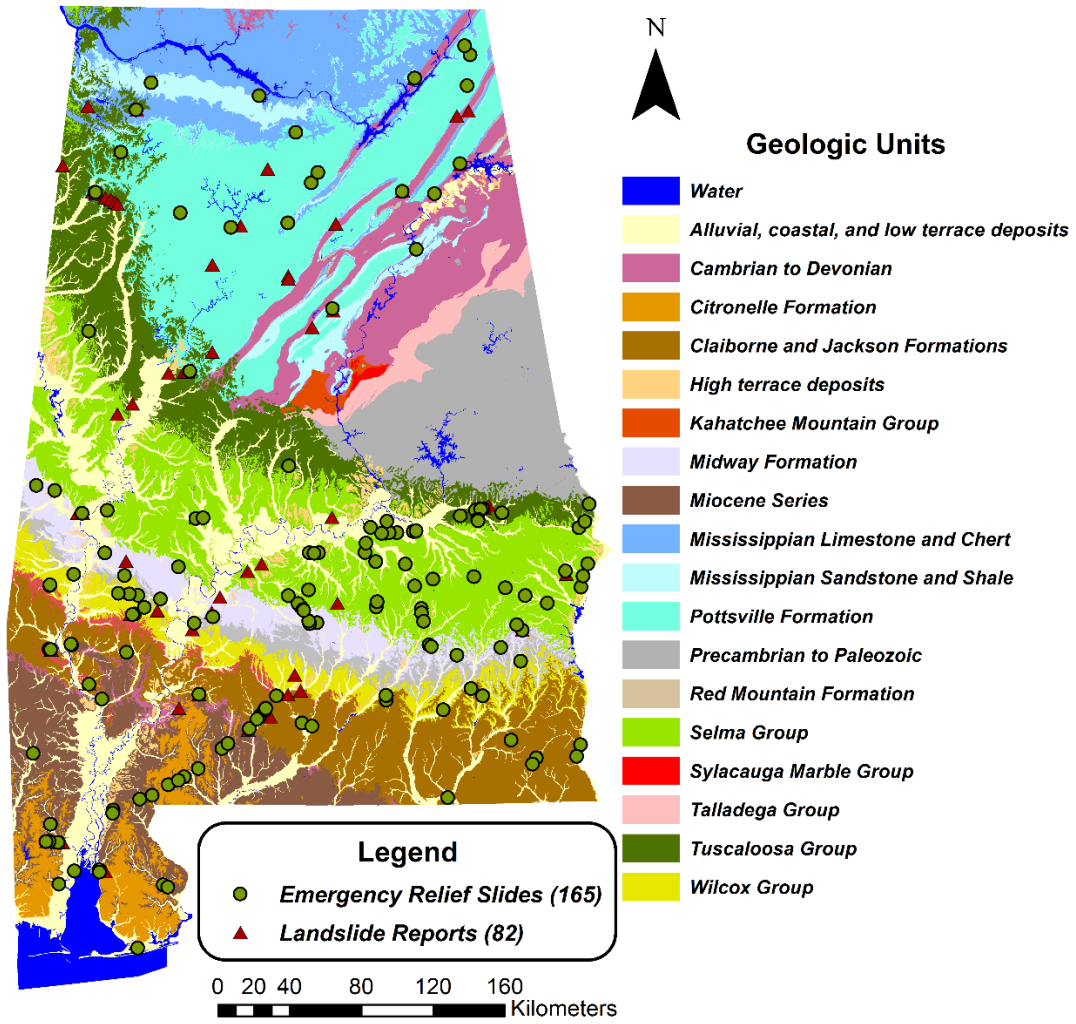 N
Geologic Units
Water
Alluvial, coastal, and low terrace deposits
Cambrian to Devonian
Citronelle Formation
Claiborne and Jackson Formations
High terrace deposits
Kahatchee Mountain Group
Midway Formation
Miocene Series
Mississippian Limestone and Chert
Mississippian Sandstone and Shale
Pottsville Formation
Precambrian to Paleozoic
Red Mountain Formation
Selma Group
Sylacauga Marble Group
Talladega Group
Tuscaloosa Group
Wilcox Group
Legend
Emergency Relief Slides (165)
Landslide Reports (82)
0 20 40 80 120 160
Kilometers